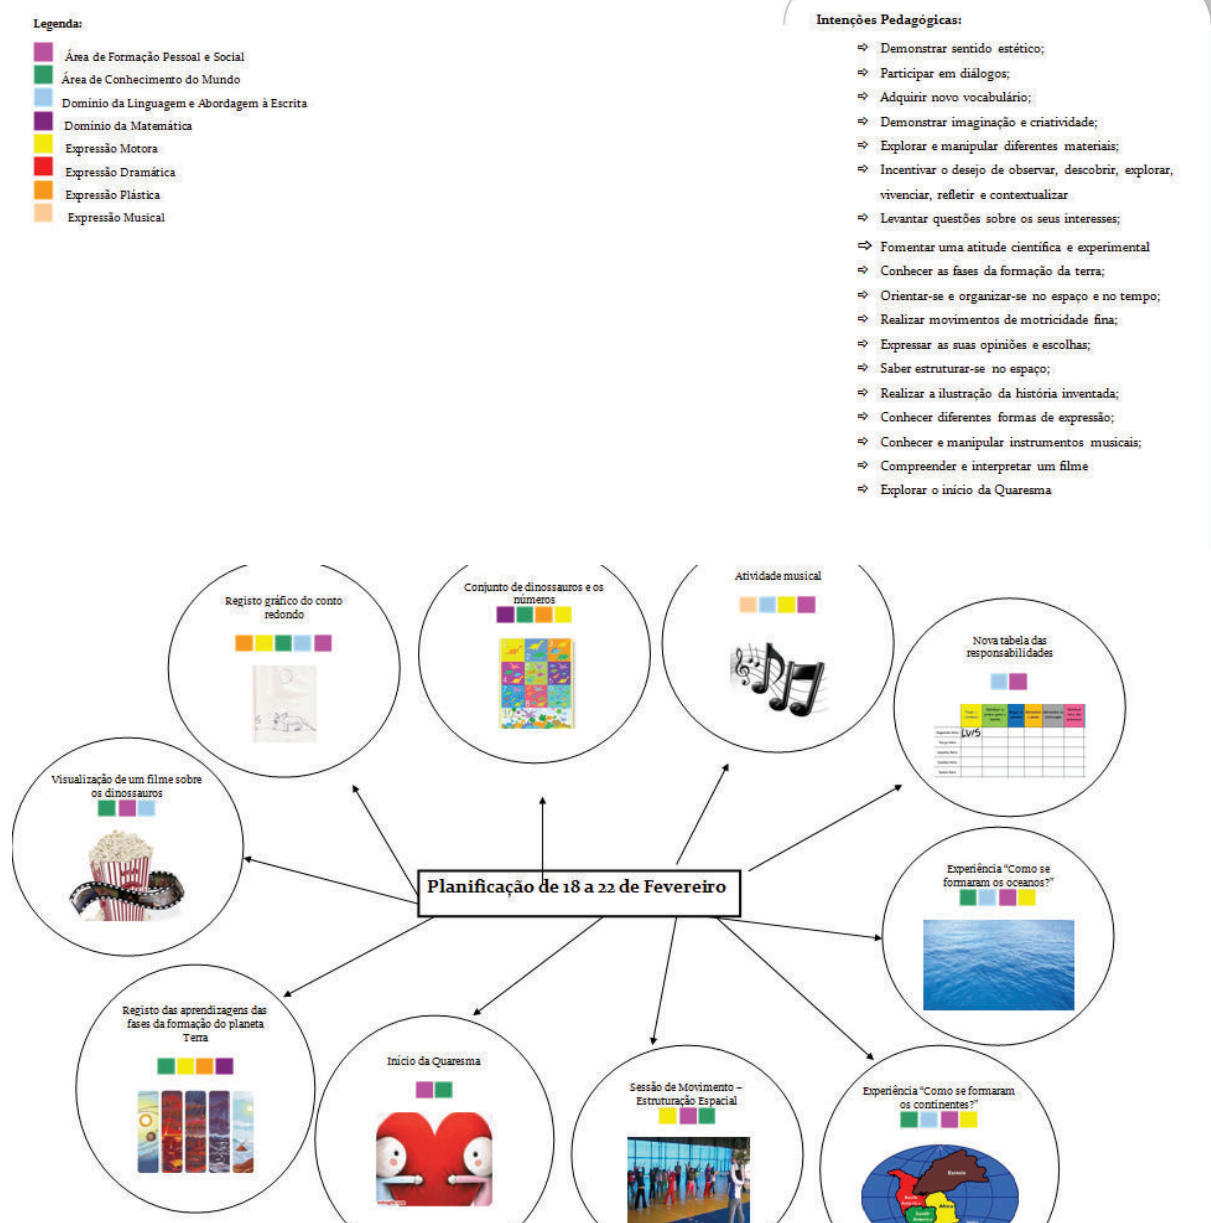 Legenda:
Área de Formação Pessoal e Social
Área de Conhecimento do Mundo
Domínio da Linguagem e Abordagem à Escrita
Domínio da Matemática
Expressão Motora
Expressão Dramática
Expressão Plástica
Expressão Musical
Intenções Pedagógicas:
⇨ Demonstrar sentido estético;
⇨ Participar em diálogos;
⇨ Adquirir novo vocabulário;
⇨ Demonstrar imaginação e criatividade;
⇨ Explorar e manipular diferentes materiais;
⇨ Incentivar o desejo de observar, descobrir, explorar,
vivenciar, refletir e contextualizar
⇨ Levantar questões sobre os seus interesses;
⇨ Fomentar uma atitude científica e experimental
⇨ Conhecer as fases da formação da terra;
⇨ Orientar-se e organizar-se no espaço e no tempo;
⇨ Realizar movimentos de motricidade fina;
⇨ Expressar as suas opiniões e escolhas;
⇨ Saber estruturar-se no espaço;
⇨ Realizar a ilustração da história inventada;
⇨ Conhecer diferentes formas de expressão;
⇨ Conhecer e manipular instrumentos musicais;
⇨ Compreender e interpretar um filme
⇨ Explorar o início da Quaresma
Registo gráfico do conto
redondo
Conjunto de dinossauros e os
números
Atividade musical
Nova tabela das
responsabilidades
LUIS
Visualização de um filme sobre
os dinossauros
Planificação de 18 a 22 de Fevereiro
Experiência “Como se
formaram os oceanos?”
Registo das aprendizagens das
fases da formação do planeta
Terra
Início da Quaresma
Sessão de Movimento –
Estruturação Espacial
Experiência “Como se formaram
os continentes?”
Eurasia
North
America
Africa
South
America